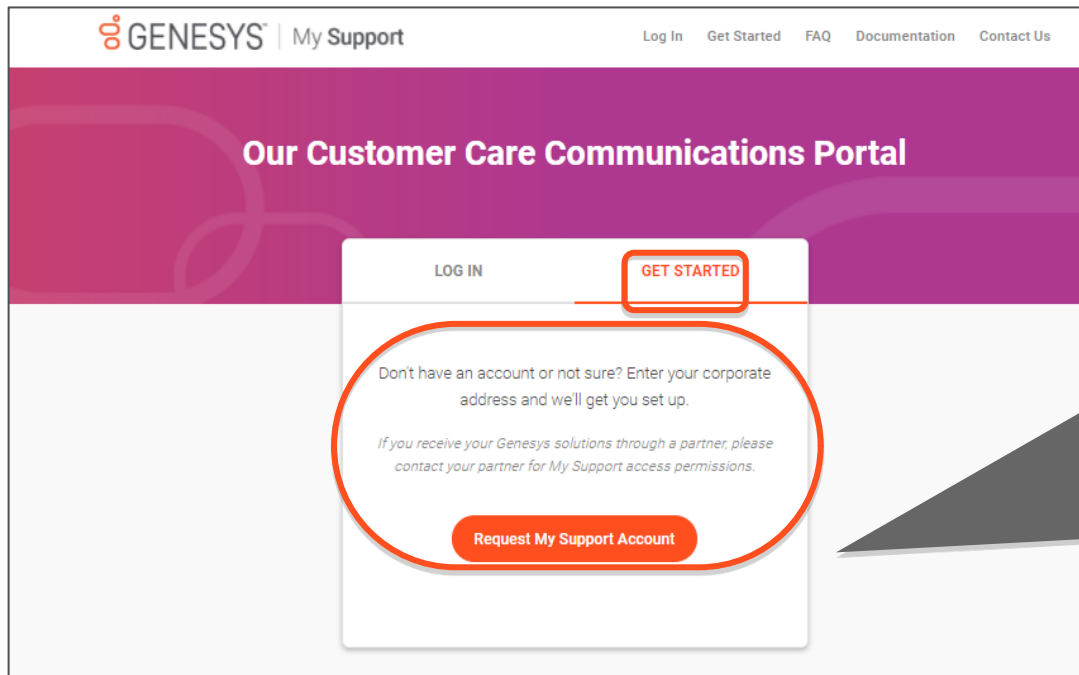 GENESYS™ | My Support
Log In Get Started FAQ Documentation Contact Us
Our Customer Care Communications Portal
LOG IN GET STARTED
Don't have an account or not sure? Enter your corporate
address and we'll get you set up.
If you receive your Genesys solutions through a partner, please
contact your partner for My Support access permissions.
Request My Support Account